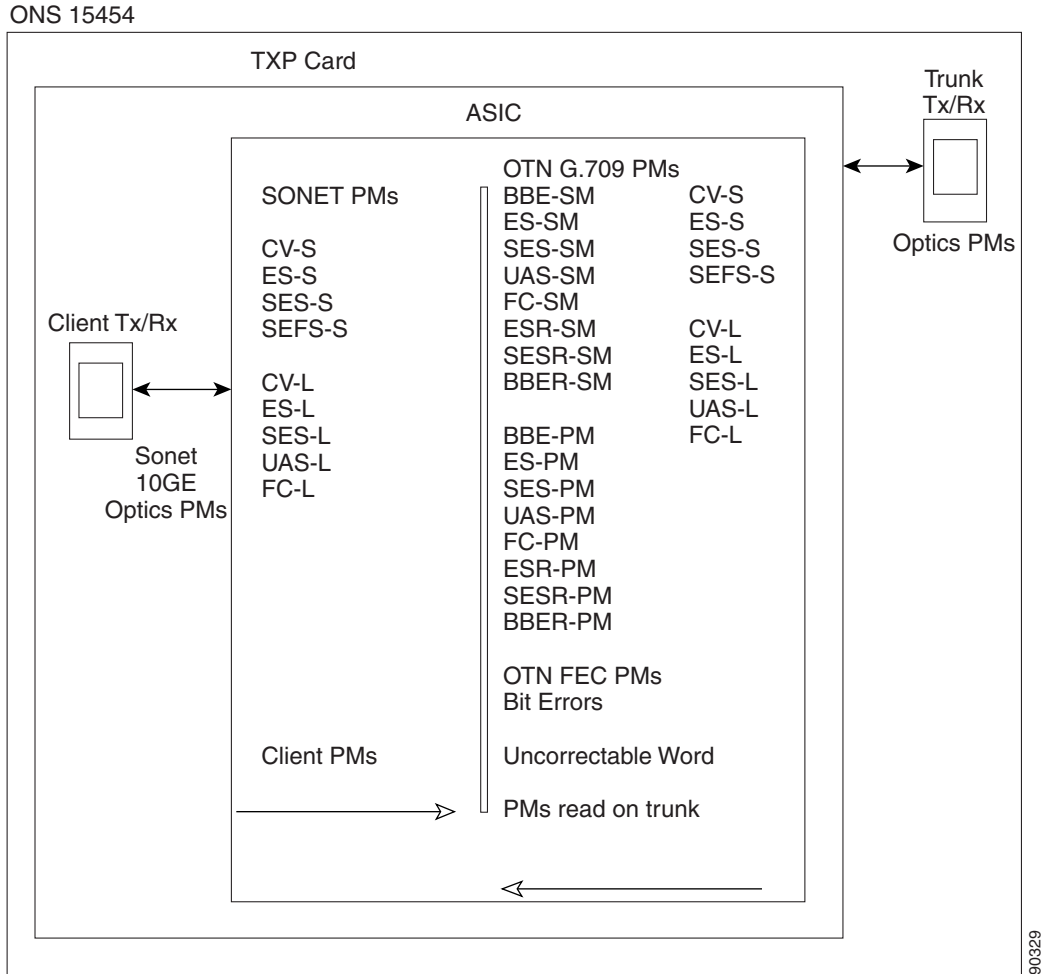 ONS 15454
TXP Card
ASIC
Trunk
Tx/Rx
Optics PMs
Client Tx/Rx
Sonet
10GE
Optics PMs
SONET PMs
CV-S
ES-S
SES-S
SEFS-S
CV-L
ES-L
SES-L
UAS-L
FC-L
Client PMs
OTN G.709 PMs
BBE-SM
ES-SM
SES-SM
UAS-SM
FC-SM
ESR-SM
SESR-SM
BBER-SM
BBE-PM
ES-PM
SES-PM
UAS-PM
FC-PM
ESR-PM
SESR-PM
BBER-PM
OTN FEC PMs
Bit Errors
Uncorrectable Word
PMs read on trunk
CV-S
ES-S
SES-S
SEFS-S
CV-L
ES-L
SES-L
UAS-L
FC-L
90329